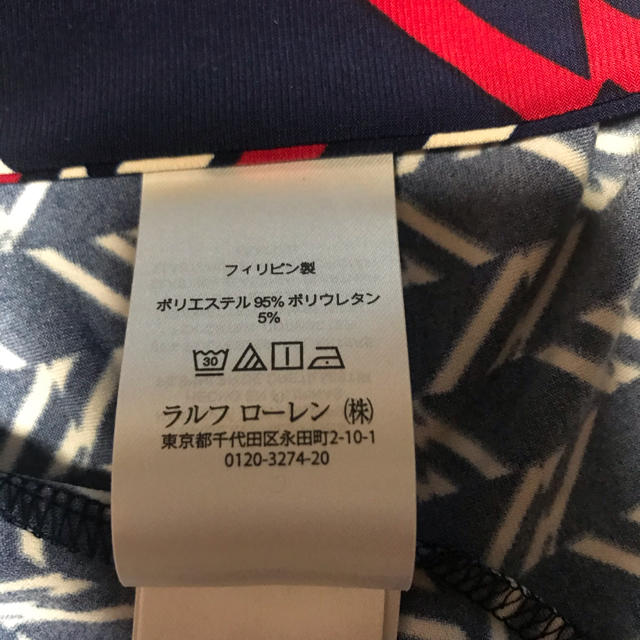 フィリピン製
ポリエステル 95% ポリウレタン
5%
30
ラルフ ローレン（株）
東京都千代田区永田町2-10-1
0120-3274-20